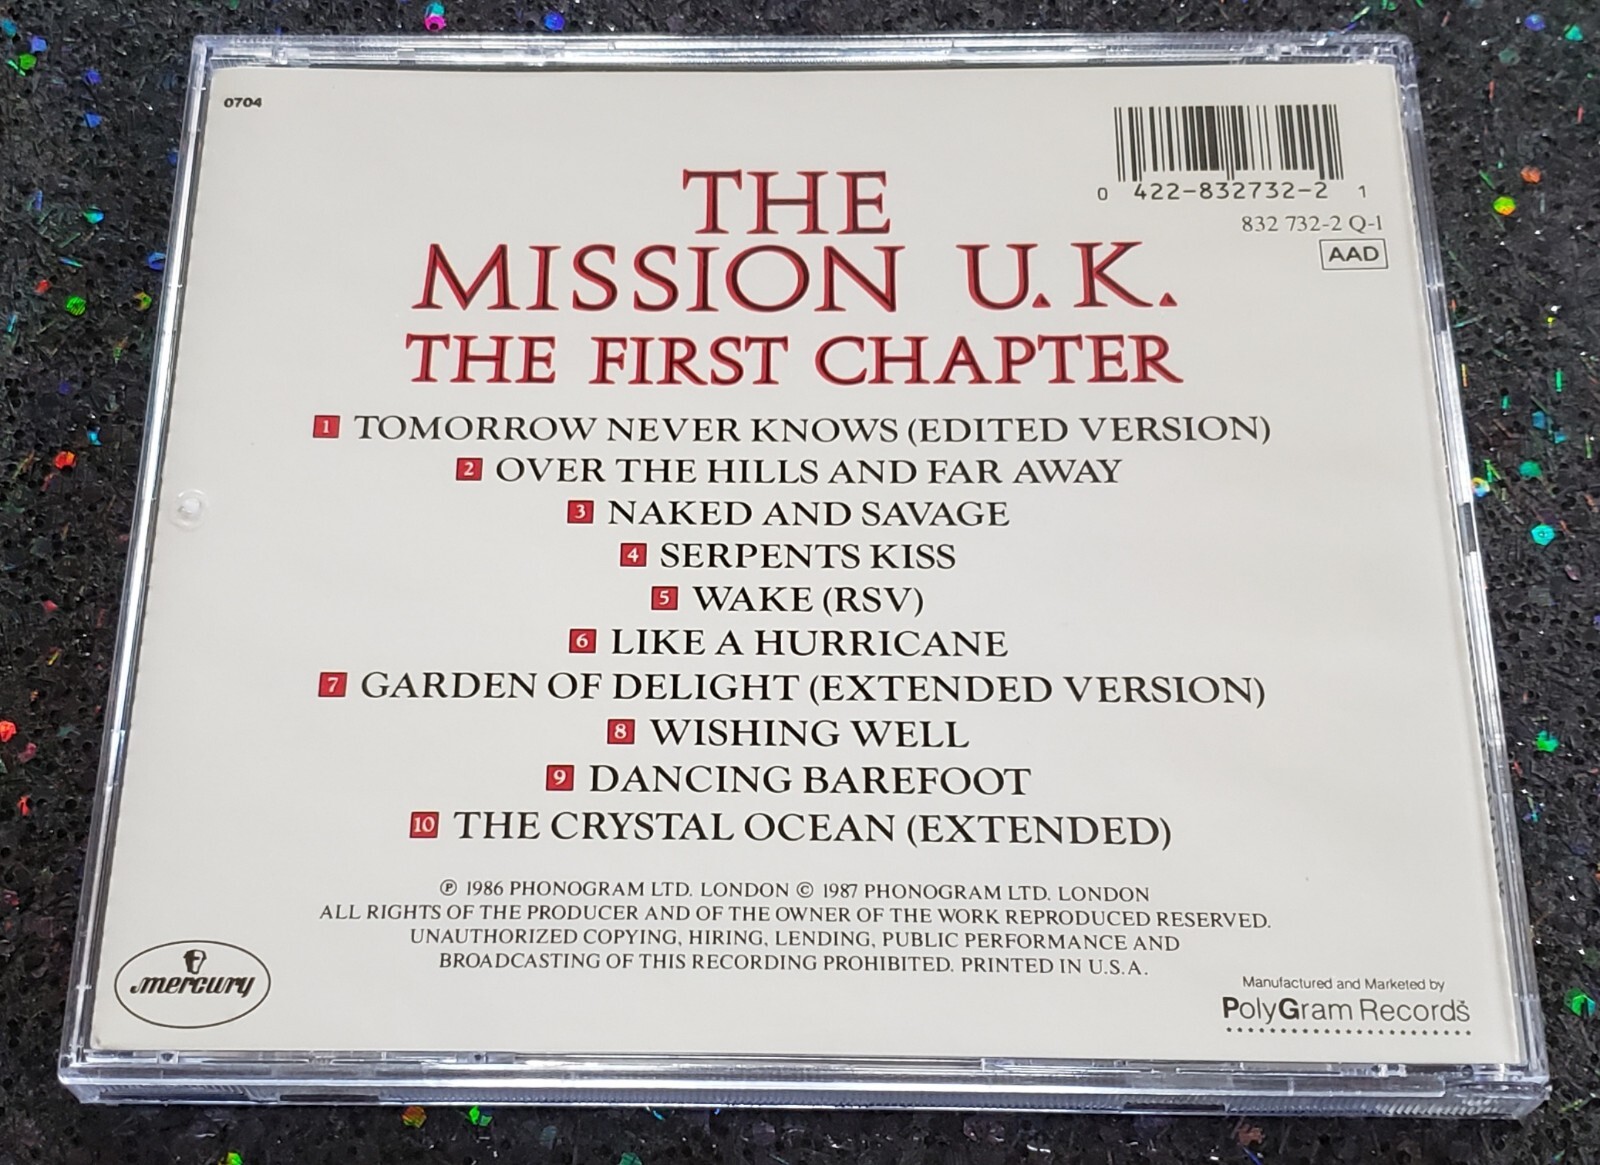 0704
0 422-832732-2 1
832 732-2 Q-1
AAD
THE
MISSION U.K.
THE FIRST CHAPTER
1 TOMORROW NEVER KNOWS (EDITED VERSION)
2 OVER THE HILLS AND FAR AWAY
3 NAKED AND SAVAGE
4 SERPENTS KISS
5 WAKE (RSV)
6 LIKE A HURRICANE
7 GARDEN OF DELIGHT (EXTENDED VERSION)
8 WISHING WELL
9 DANCING BAREFOOT
10 THE CRYSTAL OCEAN (EXTENDED)
℗ 1986 PHONOGRAM LTD. LONDON © 1987 PHONOGRAM LTD. LONDON
ALL RIGHTS OF THE PRODUCER AND OF THE OWNER OF THE WORK REPRODUCED RESERVED.
UNAUTHORIZED COPYING, HIRING, LENDING, PUBLIC PERFORMANCE AND
BROADCASTING OF THIS RECORDING PROHIBITED. PRINTED IN U.S.A.
mercury
Manufactured and Marketed by
PolyGram Records